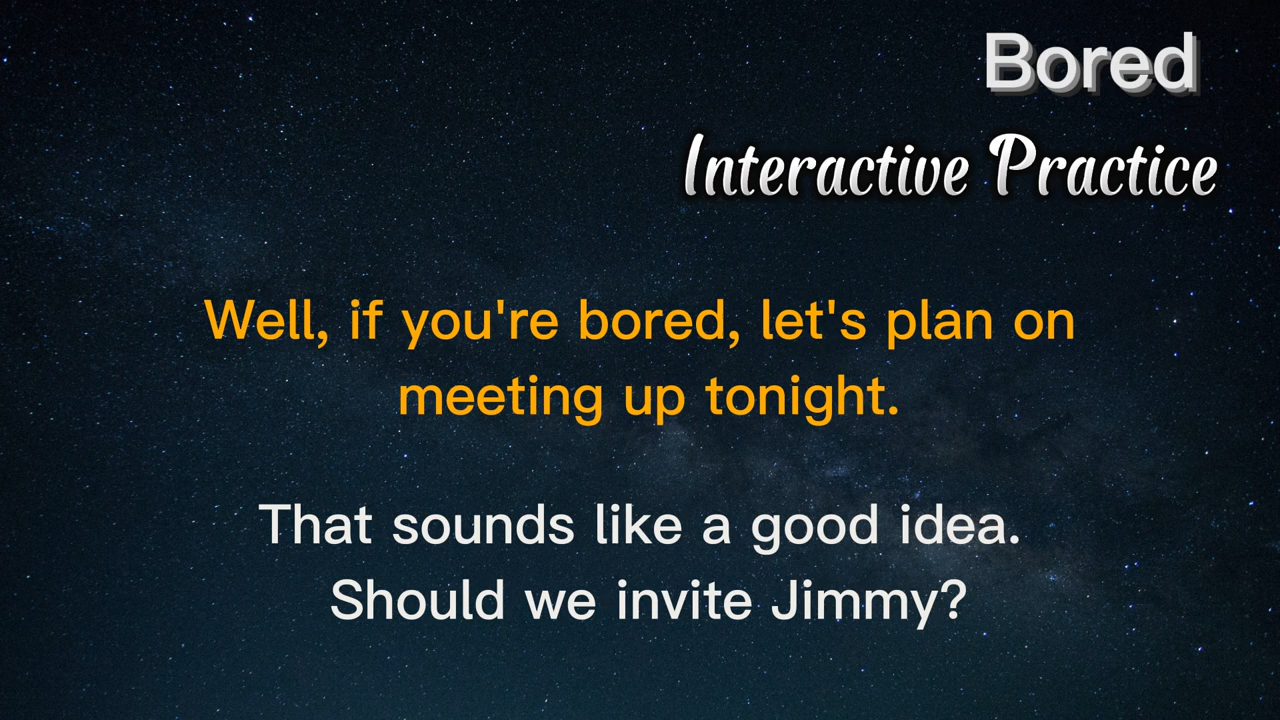 Bored
Interactive Practice
Well, if you're bored, let's plan on
meeting up tonight.
That sounds like a good idea.
Should we invite Jimmy?